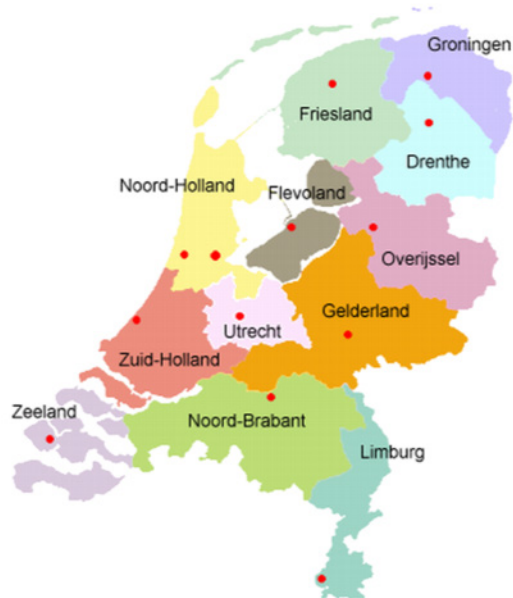 Groningen
Friesland
Drenthe
Noord-Holland
Flevoland
Overijssel
Gelderland
Utrecht
Zuid-Holland
Zeeland
Noord-Brabant
Limburg